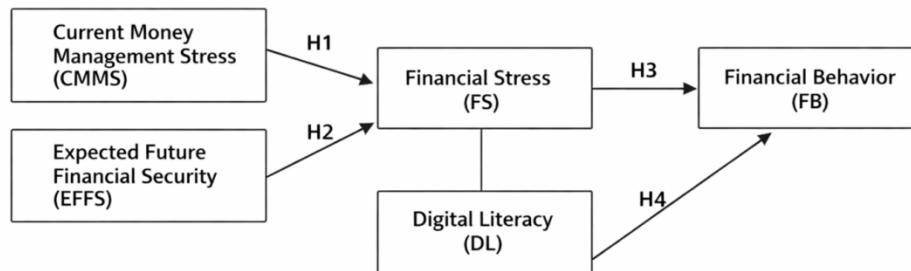 Current Money
Management Stress
(CMMS)
H1
Expected Future
Financial Security
(EFFS)
H2
Financial Stress
(FS)
H3
Financial Behavior
(FB)
Digital Literacy
(DL)
H4